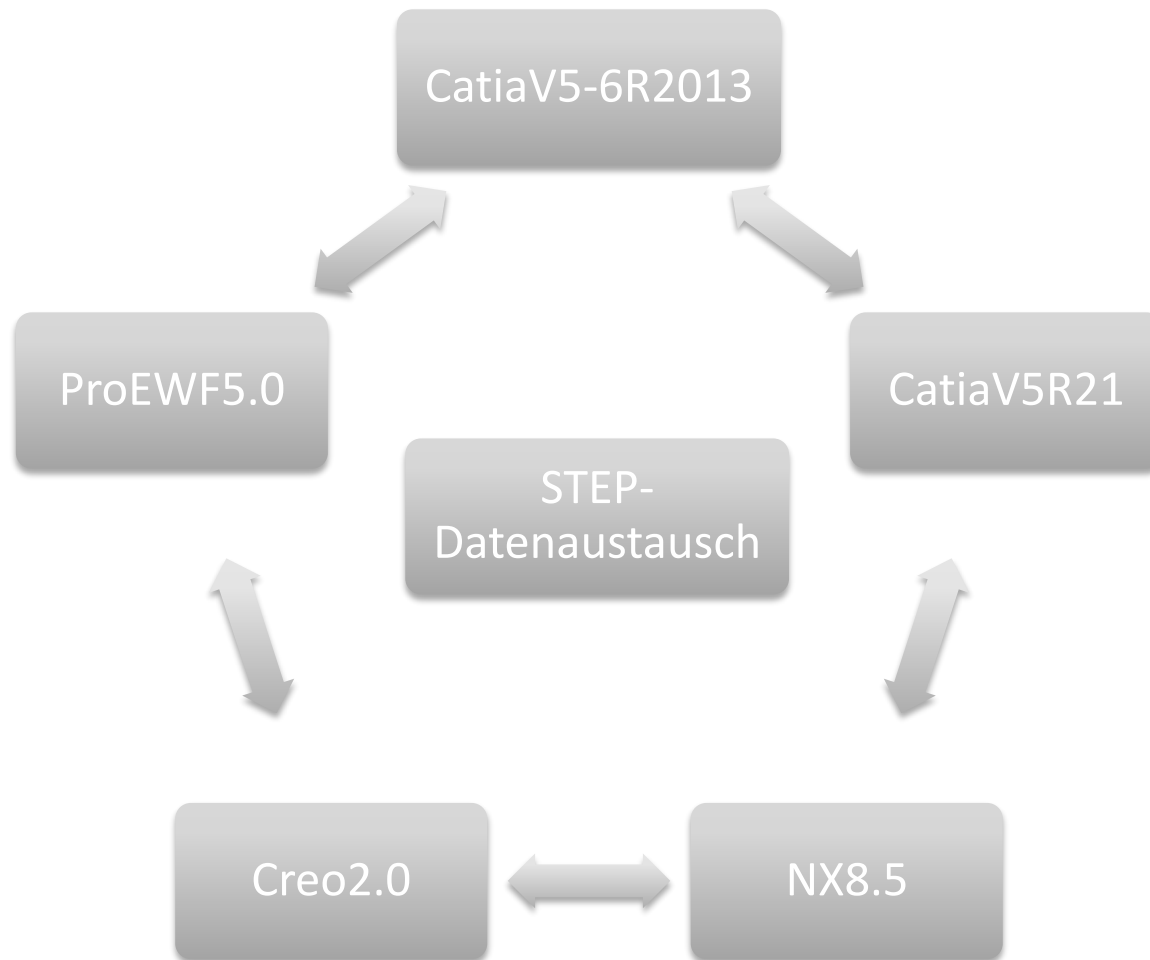 CatiaV5-6R2013
ProEWF5.0
CatiaV5R21
STEP-
Datenaustausch
Creo2.0
NX8.5